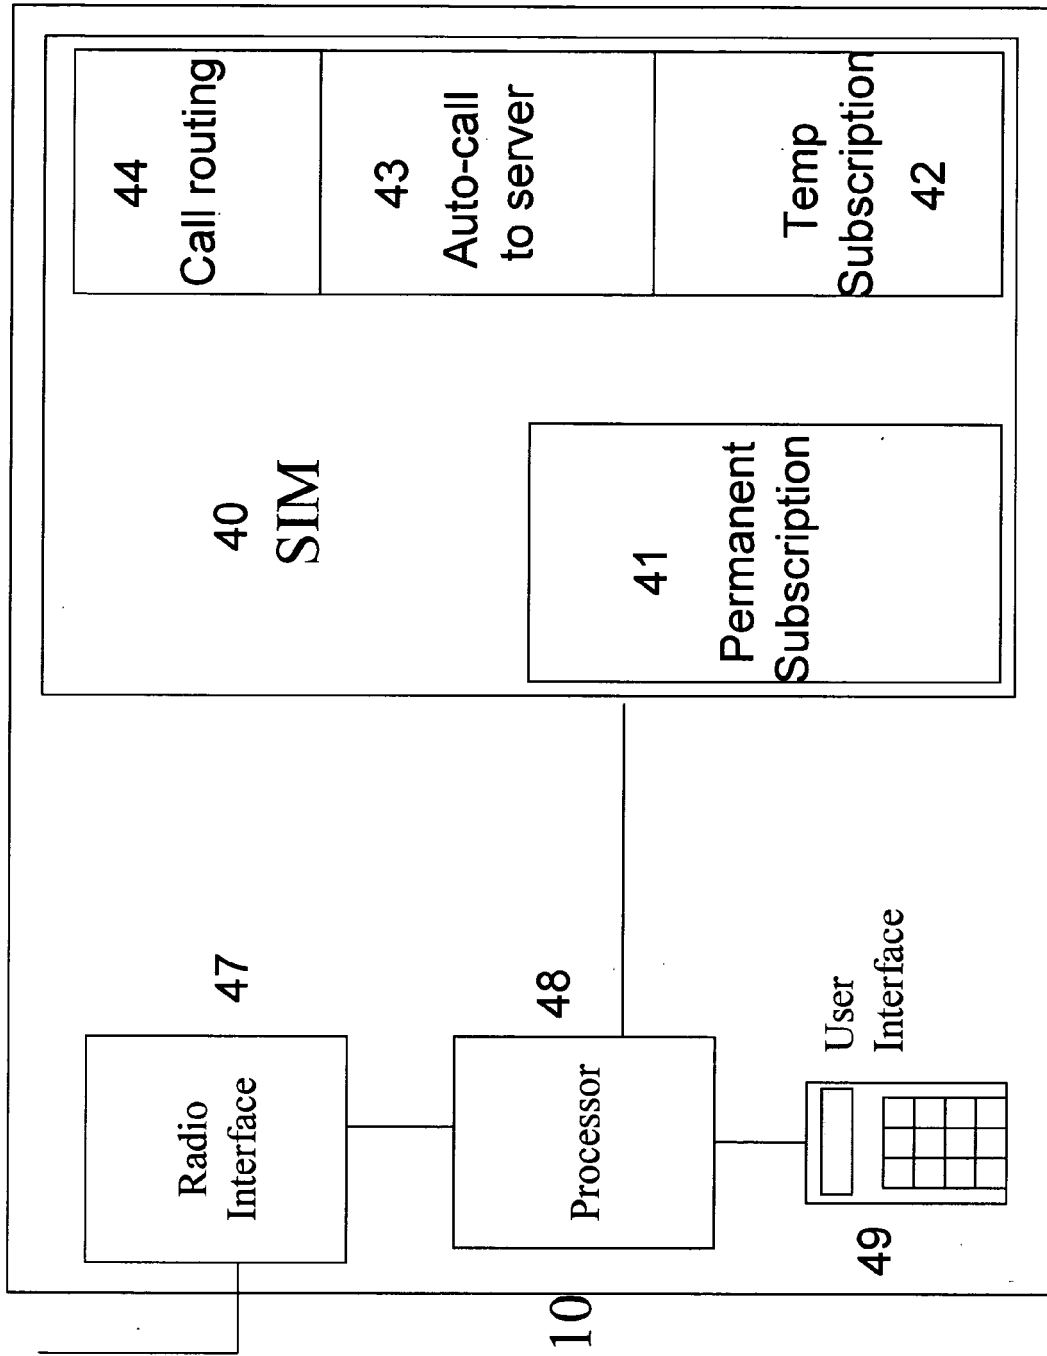 10
Radio
Interface
47
Processor
48
49
User
Interface
40
SIM
41
Permanent
Subscription
44
Call routing
43
Auto-call
to server
Temp
Subscription
42